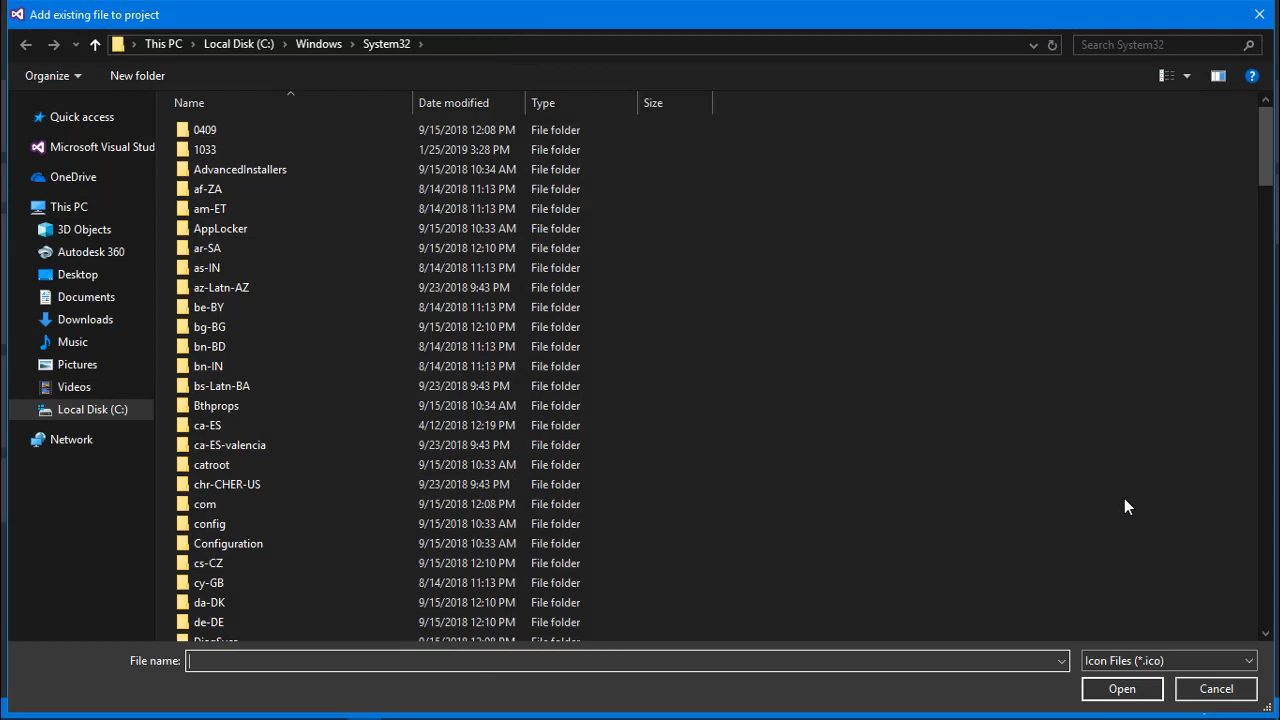 Add existing file to project
This PC Local Disk (C:) Windows System32
Search System32
Organize New folder
Quick access
Microsoft Visual Stud
OneDrive
This PC
3D Objects
Autodesk 360
Desktop
Documents
Downloads
Music
Pictures
Videos
Local Disk (C:)
Network
Name Date modified Type Size
0409 9/15/2018 12:08 PM File folder
1033 1/25/2019 3:28 PM File folder
AdvancedInstallers 9/15/2018 10:34 AM File folder
af-ZA 8/14/2018 11:13 PM File folder
am-ET 8/14/2018 11:13 PM File folder
AppLocker 9/15/2018 10:33 AM File folder
ar-SA 9/15/2018 12:10 PM File folder
as-IN 8/14/2018 11:13 PM File folder
az-Latn-AZ 9/23/2018 9:43 PM File folder
be-BY 8/14/2018 11:13 PM File folder
bg-BG 9/15/2018 12:10 PM File folder
bn-BD 8/14/2018 11:13 PM File folder
bn-IN 8/14/2018 11:13 PM File folder
bs-Latn-BA 9/23/2018 9:43 PM File folder
Bthprops 9/15/2018 10:34 AM File folder
ca-ES 4/12/2018 12:19 PM File folder
ca-ES-valencia 9/23/2018 9:43 PM File folder
catroot 9/15/2018 10:33 AM File folder
chr-CHER-US 9/23/2018 9:43 PM File folder
com 9/15/2018 12:08 PM File folder
config 9/15/2018 10:33 AM File folder
Configuration 9/15/2018 10:33 AM File folder
cs-CZ 9/15/2018 12:10 PM File folder
cy-GB 8/14/2018 11:13 PM File folder
da-DK 9/15/2018 12:10 PM File folder
de-DE 9/15/2018 12:10 PM File folder
File name: Icon Files (*.ico)
Open Cancel